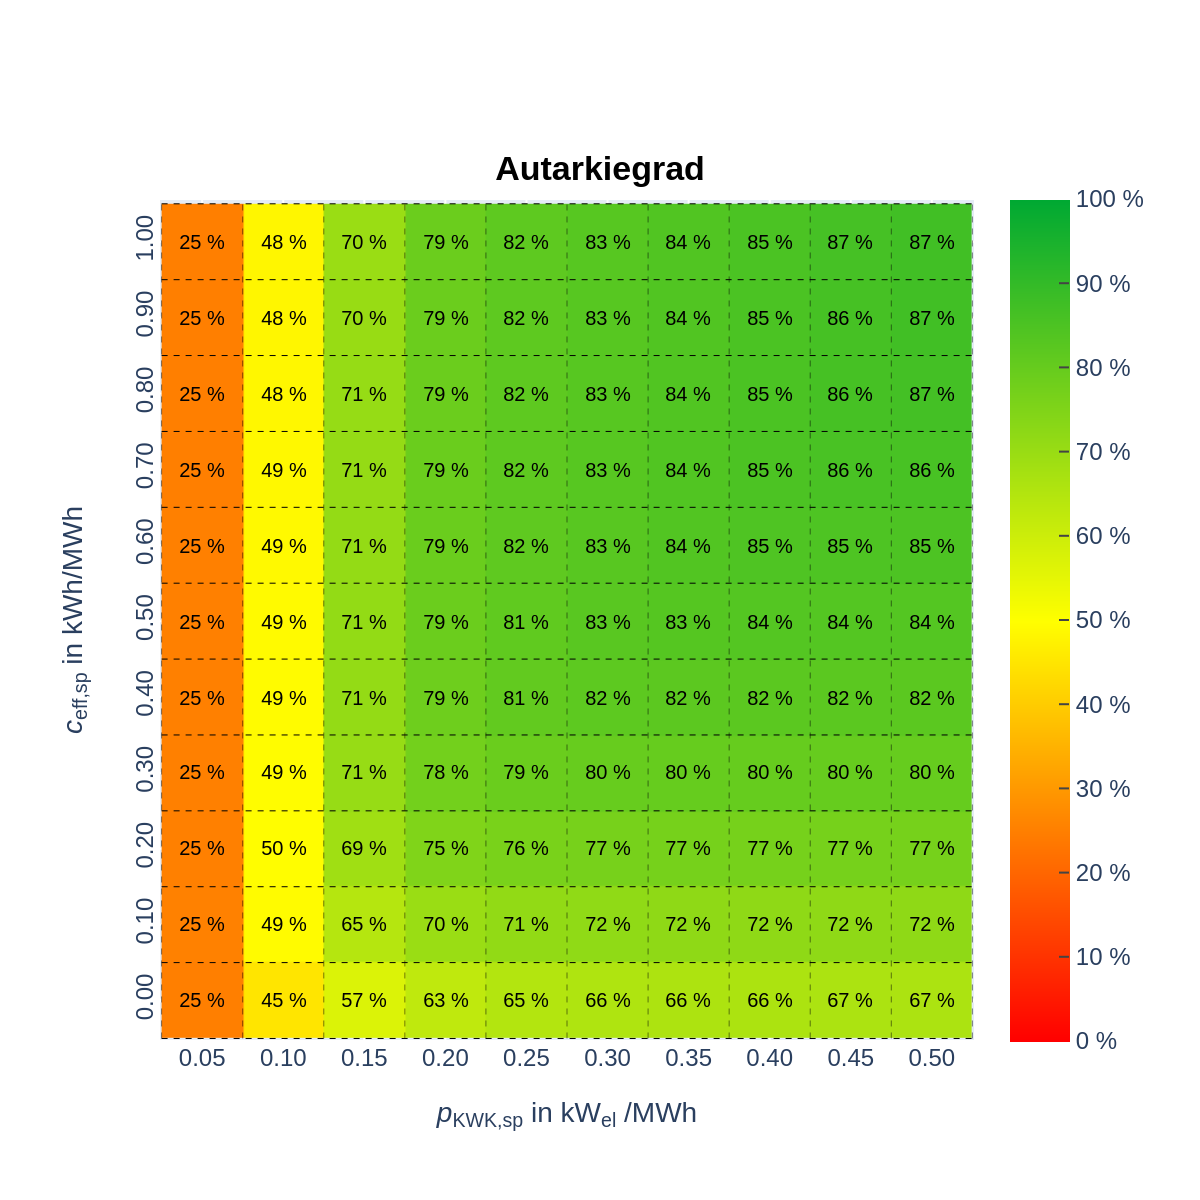 Autarkiegrad
1.00 25 % 48 % 70 % 79 % 82 % 83 % 84 % 85 % 87 % 87 %
0.90 25 % 48 % 70 % 79 % 82 % 83 % 84 % 85 % 86 % 87 %
0.80 25 % 48 % 71 % 79 % 82 % 83 % 84 % 85 % 86 % 87 %
0.70 25 % 49 % 71 % 79 % 82 % 83 % 84 % 85 % 86 % 86 %
0.60 25 % 49 % 71 % 79 % 82 % 83 % 84 % 85 % 85 % 85 %
0.50 25 % 49 % 71 % 79 % 81 % 83 % 83 % 84 % 84 % 84 %
0.40 25 % 49 % 71 % 79 % 81 % 82 % 82 % 82 % 82 % 82 %
0.30 25 % 49 % 71 % 78 % 79 % 80 % 80 % 80 % 80 % 80 %
0.20 25 % 50 % 69 % 75 % 76 % 77 % 77 % 77 % 77 % 77 %
0.10 25 % 49 % 65 % 70 % 71 % 72 % 72 % 72 % 72 % 72 %
0.00 25 % 45 % 57 % 63 % 65 % 66 % 66 % 66 % 67 % 67 %
0.05 0.10 0.15 0.20 0.25 0.30 0.35 0.40 0.45 0.50
pKWK,sp in kWel /MWh
ceff,sp in kWh/MWh
100 %
90 %
80 %
70 %
60 %
50 %
40 %
30 %
20 %
10 %
0 %